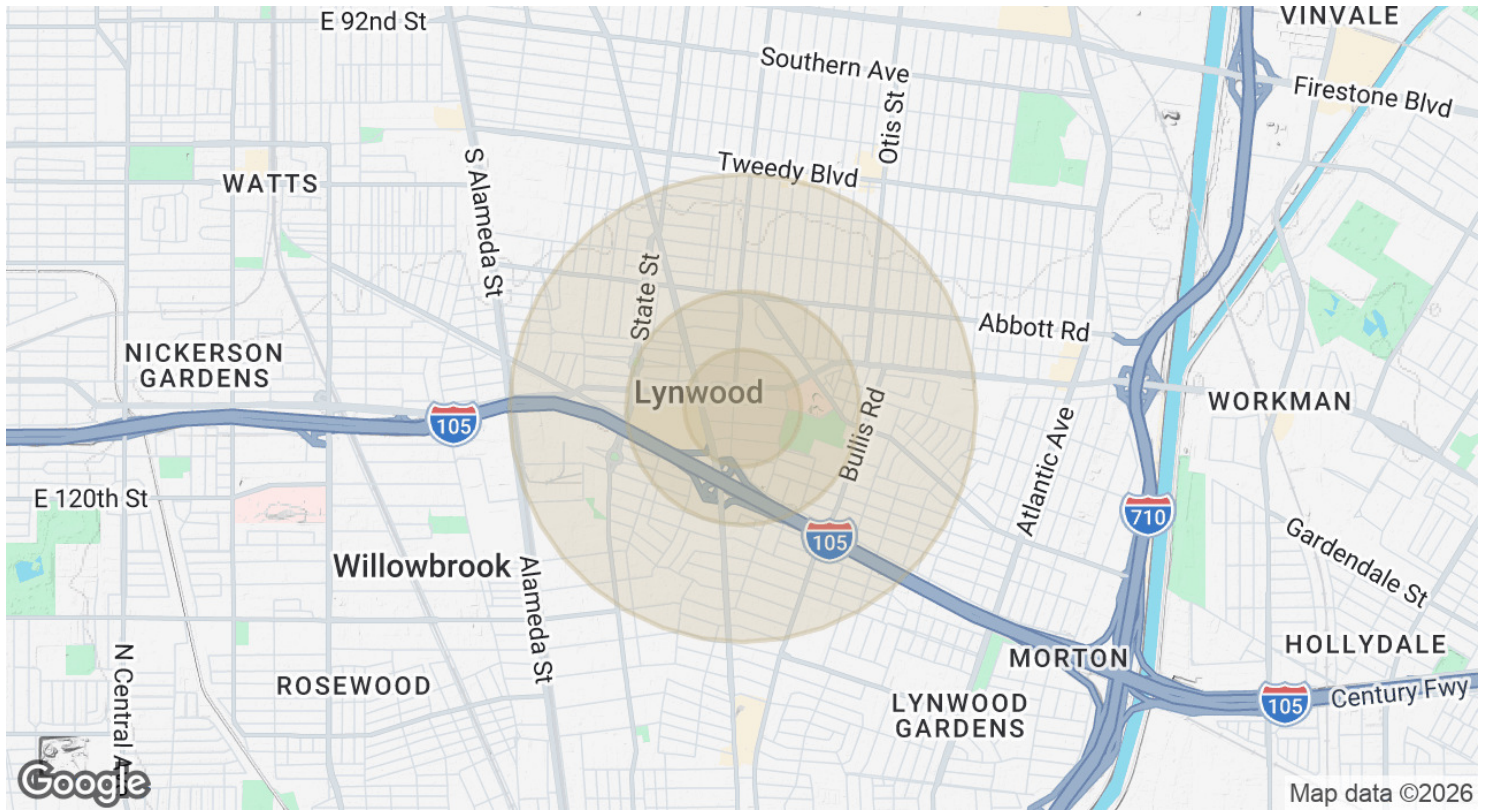 E 92nd St
VINVALE
Southern Ave
Firestone Blvd
Otis St
Tweedy Blvd
WATTS
S Alameda St
State St
Abbott Rd
NICKERSON
GARDENS
Lynwood
WORKMAN
105
Bullis Rd
Atlantic Ave
E 120th St
710
105
Gardendale St
Willowbrook
Alameda St
HOLLYDALE
MORTON
N Central A
ROSEWOOD
LYNWOOD
GARDENS
105
Century Fwy
Google
Map data ©2026